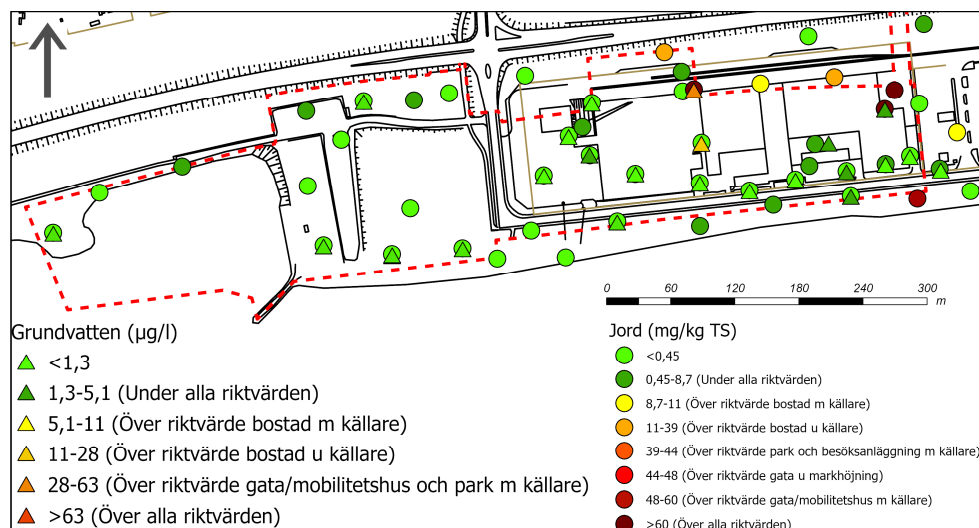 0 60 120 180 240 300 m
Grundvatten (µg/l)
<1,3
1,3-5,1 (Under alla riktvärden)
5,1-11 (Över riktvärde bostad m källare)
11-28 (Över riktvärde bostad u källare)
28-63 (Över riktvärde gata/mobilitetshus och park m källare)
>63 (Över alla riktvärden)
Jord (mg/kg TS)
<0,45
0,45-8,7 (Under alla riktvärden)
8,7-11 (Över riktvärde bostad m källare)
11-39 (Över riktvärde bostad u källare)
39-44 (Över riktvärde park och besöksanläggning m källare)
44-48 (Över riktvärde gata u markhöjning)
48-60 (Över riktvärde gata/mobilitetshus m källare)
>60 (Över alla riktvärden)